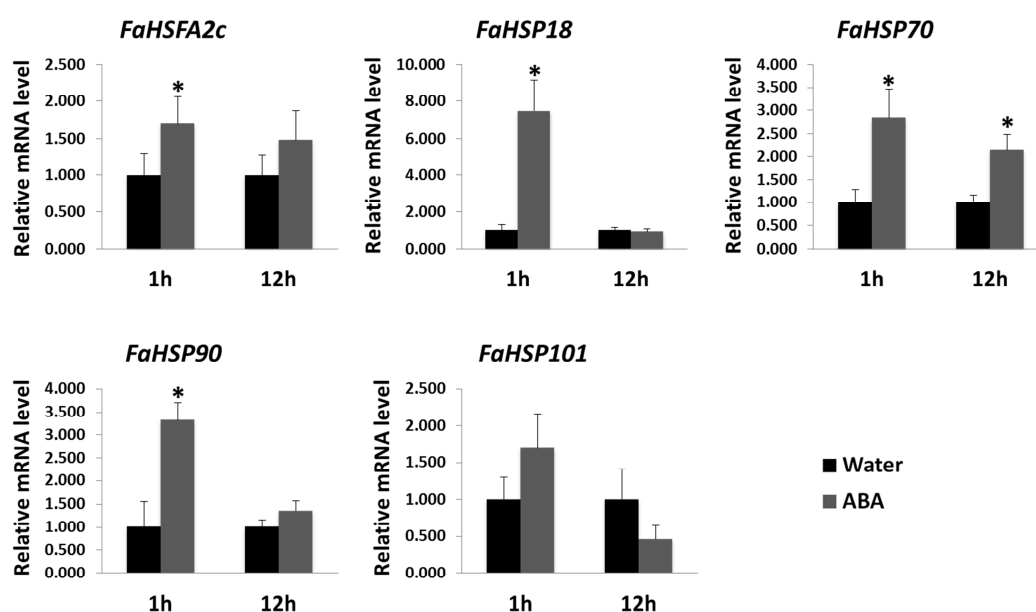 FaHSFA2c
Relative mRNA level
2.500
2.000
1.500
1.000
0.500
0.000
*
1h 12h
FaHSP18
Relative mRNA level
10.000
8.000
6.000
4.000
2.000
0.000
*
1h 12h
FaHSP70
Relative mRNA level
4.000
3.500
3.000
2.500
2.000
1.500
1.000
0.500
0.000
*
*
1h 12h
FaHSP90
Relative mRNA level
4.000
3.500
3.000
2.500
2.000
1.500
1.000
0.500
0.000
*
1h 12h
FaHSP101
Relative mRNA level
2.500
2.000
1.500
1.000
0.500
0.000
1h 12h
Water
ABA